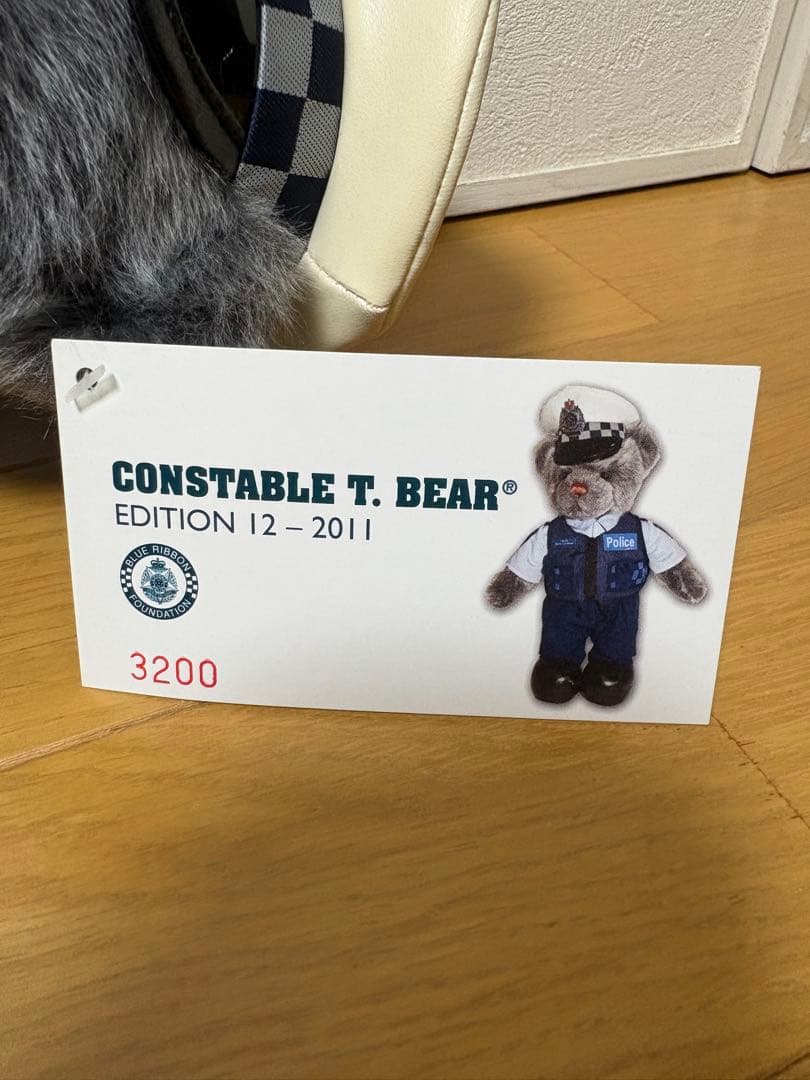 CONSTABLE T. BEAR®
EDITION 12 – 2011
BLUE RIBBON
FOUNDATION
3200
Police